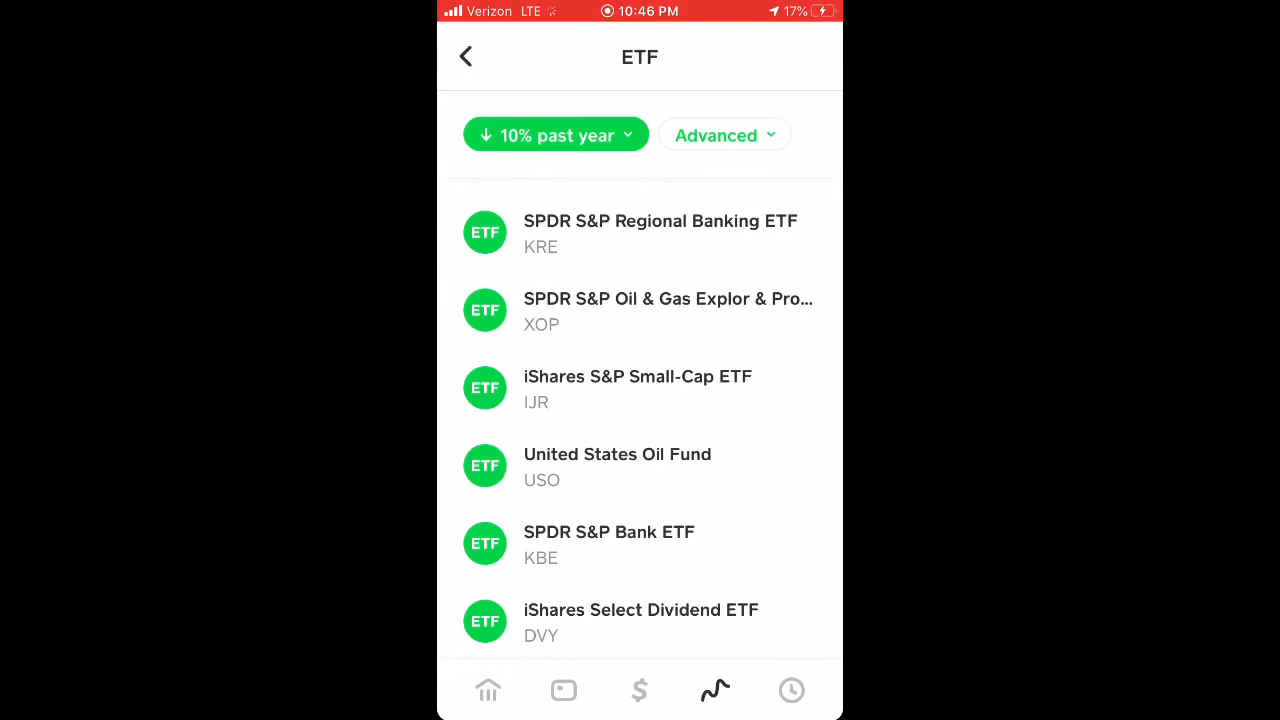 Verizon LTE 10:46 PM 17%
ETF
↓ 10% past year Advanced
ETF SPDR S&P Regional Banking ETF
KRE
ETF SPDR S&P Oil & Gas Explor & Pro...
XOP
ETF iShares S&P Small-Cap ETF
IJR
ETF United States Oil Fund
USO
ETF SPDR S&P Bank ETF
KBE
ETF iShares Select Dividend ETF
DVY
$